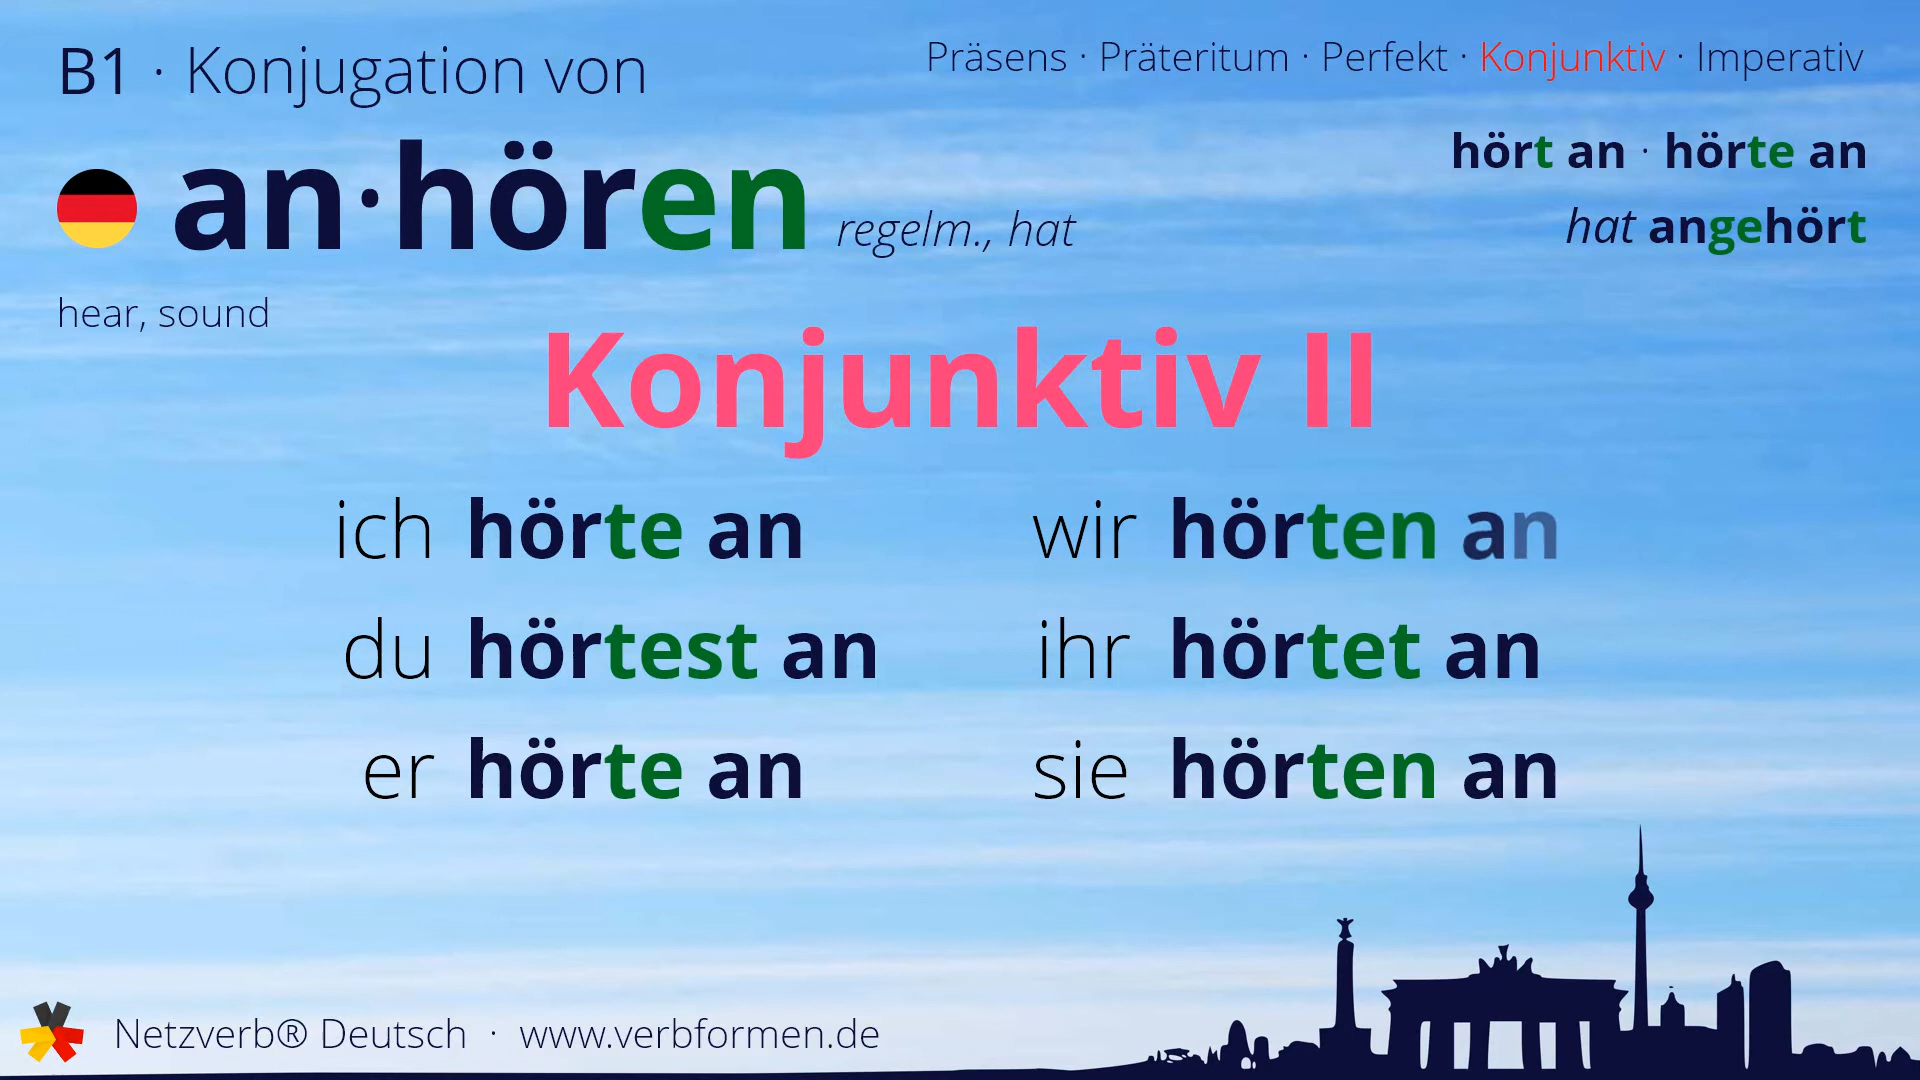 B1 · Konjugation von
Präsens · Präteritum · Perfekt · Konjunktiv · Imperativ
an·hören regelm., hat
hört an · hörte an
hat angehört
hear, sound
Konjunktiv II
ich hörte an
du hörtest an
er hörte an
wir hörten an
ihr hörtet an
sie hörten an
Netzverb® Deutsch · www.verbformen.de